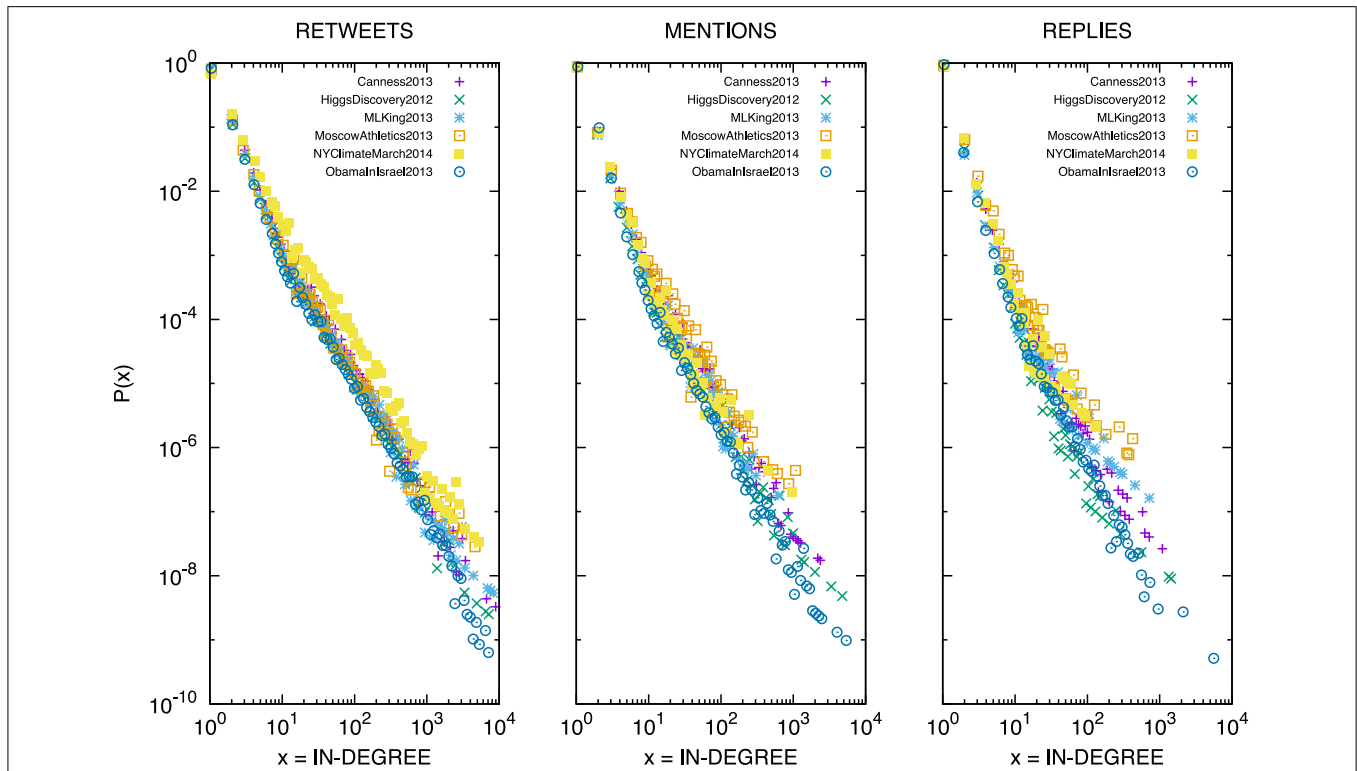 RETWEETS
MENTIONS
REPLIES
P(x)
10^0
10^-2
10^-4
10^-6
10^-8
10^-10
Canness2013
HiggsDiscovery2012
MLKing2013
MoscowAthletics2013
NYClimateMarch2014
ObamaInIsrael2013
10^0 10^1 10^2 10^3 10^4
x = IN-DEGREE
Canness2013
HiggsDiscovery2012
MLKing2013
MoscowAthletics2013
NYClimateMarch2014
ObamaInIsrael2013
10^0 10^1 10^2 10^3 10^4
x = IN-DEGREE
Canness2013
HiggsDiscovery2012
MLKing2013
MoscowAthletics2013
NYClimateMarch2014
ObamaInIsrael2013
10^0 10^1 10^2 10^3 10^4
x = IN-DEGREE